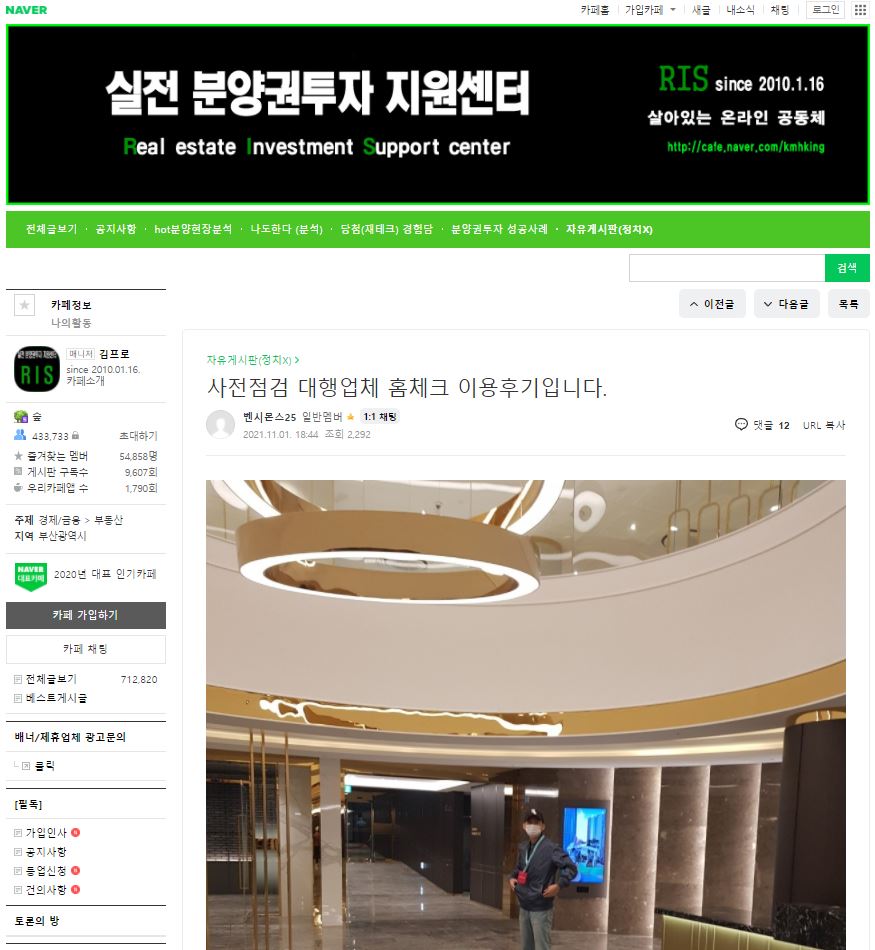 NAVER
카페홈 가입카페 새글 내소식 채팅 로그인
실전 분양권투자 지원센터
Real estate Investment Support center
RIS since 2010.1.16
살아있는 온라인 공동체
http://cafe.naver.com/kmhking
전체글보기 · 공지사항 · hot분양현장분석 · 나도한다 (분석) · 당첨(재테크) 경험담 · 분양권투자 성공사례 · 자유게시판(정치X)
검색
이전글 다음글 목록
카페정보
나의활동
실전 분양권투자 지원센터
RIS
매니저 김프로
since 2010.01.16.
카페소개
숲
433,733 초대하기
즐겨찾는 멤버 54,858명
게시판 구독수 9,607회
우리카페앱 수 1,790회
주제 경제/금융 > 부동산
지역 부산광역시
NAVER
대표카페
2020년 대표 인기카페
카페 가입하기
카페 채팅
전체글보기 712,820
베스트게시글
배너/제휴업체 광고문의
클릭
[필독]
가입인사 N
공지사항
등업신청 N
건의사항 N
토론의 방
자유게시판(정치X) >
사전점검 대행업체 홈체크 이용후기입니다.
벤시몬스25 일반멤버 1:1 채팅
2021.11.01. 18:44 조회 2,292
댓글 12 URL 복사